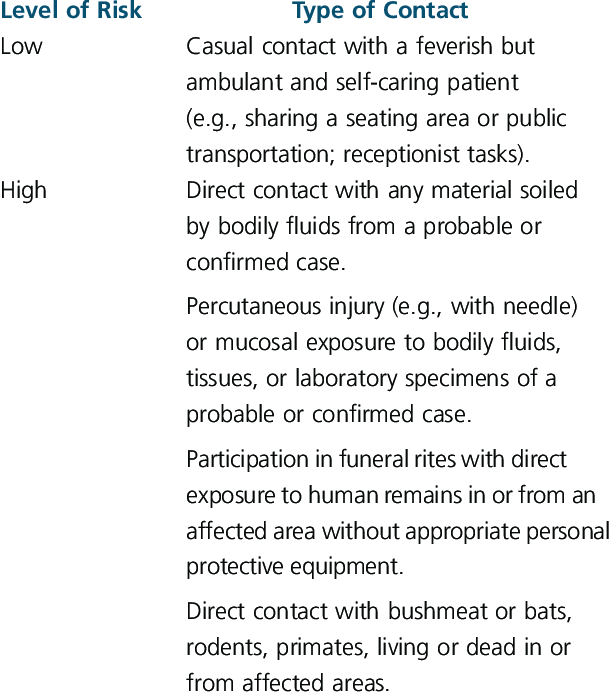 Level of Risk Type of Contact
Low Casual contact with a feverish but
ambulant and self-caring patient
(e.g., sharing a seating area or public
transportation; receptionist tasks).
High Direct contact with any material soiled
by bodily fluids from a probable or
confirmed case.
Percutaneous injury (e.g., with needle)
or mucosal exposure to bodily fluids,
tissues, or laboratory specimens of a
probable or confirmed case.
Participation in funeral rites with direct
exposure to human remains in or from an
affected area without appropriate personal
protective equipment.
Direct contact with bushmeat or bats,
rodents, primates, living or dead in or
from affected areas.